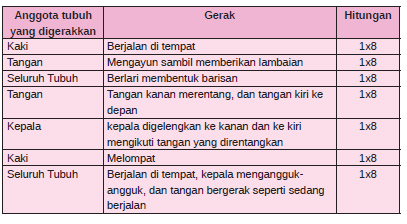 Anggota tubuh Gerak Hitungan
yang digerakkan
Kaki Berjalan di tempat 1x8
Tangan Mengayun sambil memberikan lambaian 1x8
Seluruh Tubuh Berlari membentuk barisan 1x8
Tangan Tangan kanan merentang, dan tangan kiri ke 1x8
depan
Kepala kepala digelengkan ke kanan dan ke kiri 1x8
mengikuti tangan yang direntangkan
Kaki Melompat 1x8
Seluruh Tubuh Berjalan di tempat, kepala mengangguk- 1x8
angguk, dan tangan bergerak seperti sedang
berjalan